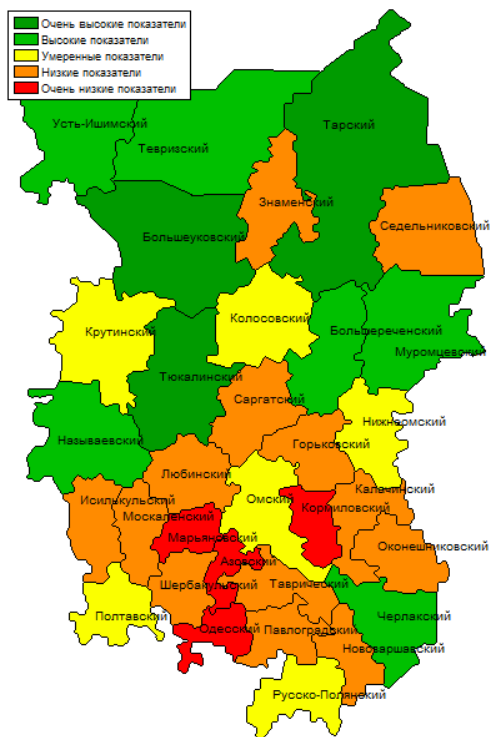 Очень высокие показатели
Высокие показатели
Умеренные показатели
Низкие показатели
Очень низкие показатели
Усть-Ишимский
Тевризский
Тарский
Знаменский
Седельниковский
Большеуковский
Крутинский
Колосовский
Большереченский
Муромцевский
Тюкалинский
Саргатский
Нижнеомский
Называевский
Горьковский
Любинский
Исилькульский
Омский
Калачинский
Москаленский
Кормиловский
Марьяновский
Оконешниковский
Азовский
Шербакульский
Таврический
Полтавский
Черлакский
Одесский
Павлоградский
Нововаршавский
Русско-Полянский